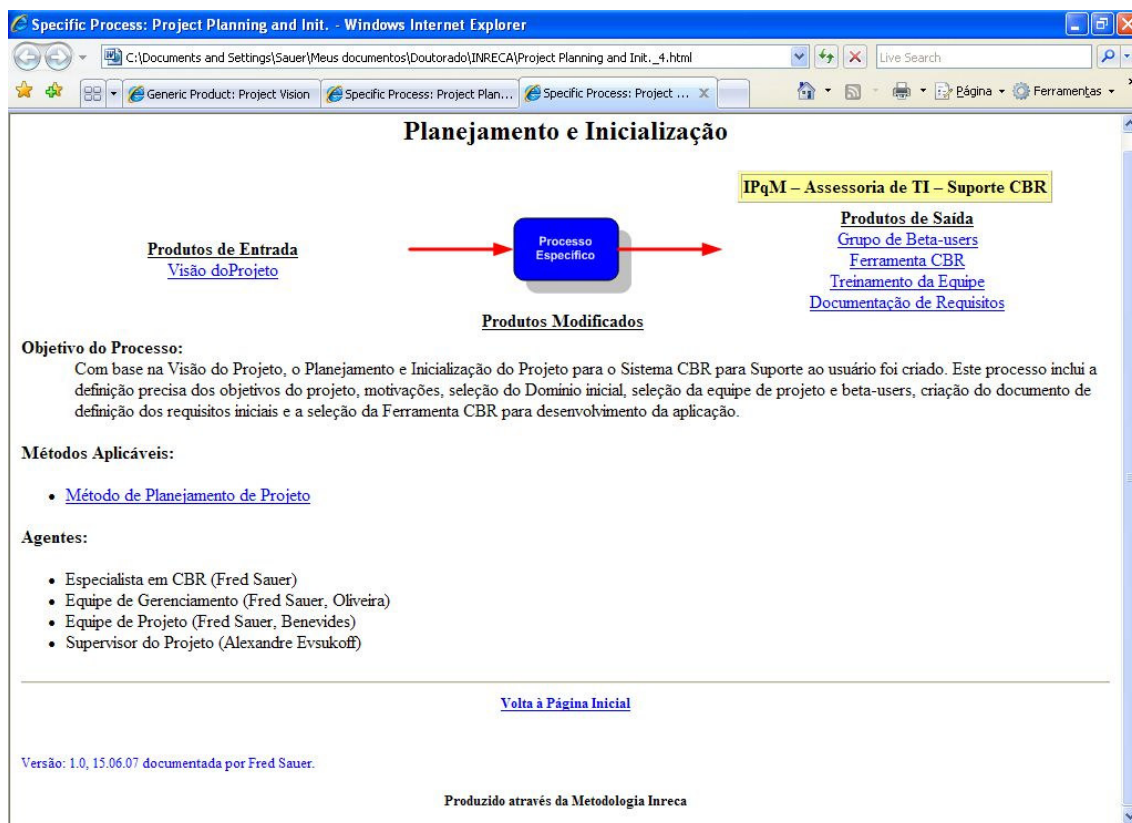 Specific Process: Project Planning and Init. - Windows Internet Explorer
C:\Documents and Settings\Sauer\Meus documentos\Doutorado\INRECA\Project Planning and Init._4.html
Live Search
Generic Product: Project Vision
Specific Process: Project Plan...
Specific Process: Project ...
Página
Ferramentas
Planejamento e Inicialização
IPqM – Assessoria de TI – Suporte CBR
Produtos de Entrada
Visão doProjeto
Processo
Específico
Produtos de Saída
Grupo de Beta-users
Ferramenta CBR
Treinamento da Equipe
Documentação de Requisitos
Produtos Modificados
Objetivo do Processo:
Com base na Visão do Projeto, o Planejamento e Inicialização do Projeto para o Sistema CBR para Suporte ao usuário foi criado. Este processo inclui a
definição precisa dos objetivos do projeto, motivações, seleção do Dominio inicial, seleção da equipe de projeto e beta-users, criação do documento de
definição dos requisitos iniciais e a seleção da Ferramenta CBR para desenvolvimento da aplicação.
Métodos Aplicáveis:
• Método de Planejamento de Projeto
Agentes:
• Especialista em CBR (Fred Sauer)
• Equipe de Gerenciamento (Fred Sauer, Oliveira)
• Equipe de Projeto (Fred Sauer, Benevides)
• Supervisor do Projeto (Alexandre Evsukoff)
Volta à Página Inicial
Versão: 1.0, 15.06.07 documentada por Fred Sauer.
Produzido através da Metodologia Inreca